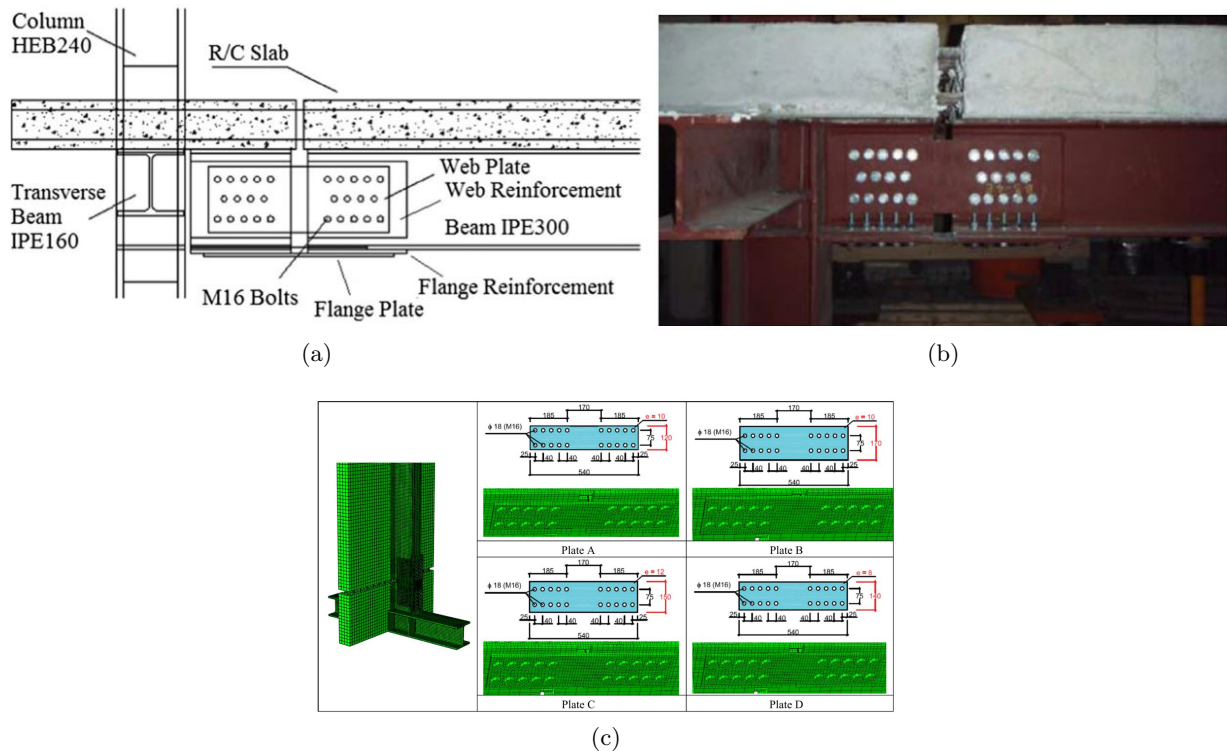 Column
HEB240
R/C Slab
Transverse
Beam
IPE160
Web Plate
Web Reinforcement
Beam IPE300
M16 Bolts
Flange Reinforcement
Flange Plate
(a)
(b)
170
185
185
e = 10
ϕ 18 (M16)
75
120
25
40
40
40
40
25
540
Plate A
170
185
185
e = 10
ϕ 18 (M16)
75
170
25
40
40
40
40
25
540
Plate B
170
185
185
e = 12
ϕ 18 (M16)
75
150
25
40
40
40
40
25
540
Plate C
170
185
185
e = 8
ϕ 18 (M16)
75
140
25
40
40
40
40
25
540
Plate D
(c)